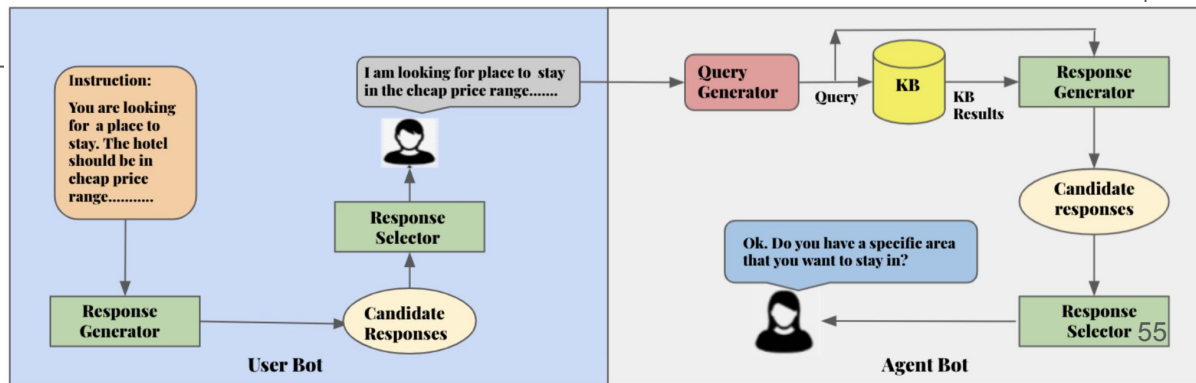 Instruction:
You are looking
for a place to
stay. The hotel
should be in
cheap price
range...........
Response
Generator
Candidate
Responses
Response
Selector
I am looking for place to stay
in the cheap price range.......
User Bot
Query
Generator
Query
KB
KB
Results
Response
Generator
Candidate
responses
Response
Selector
55
Ok. Do you have a specific area
that you want to stay in?
Agent Bot